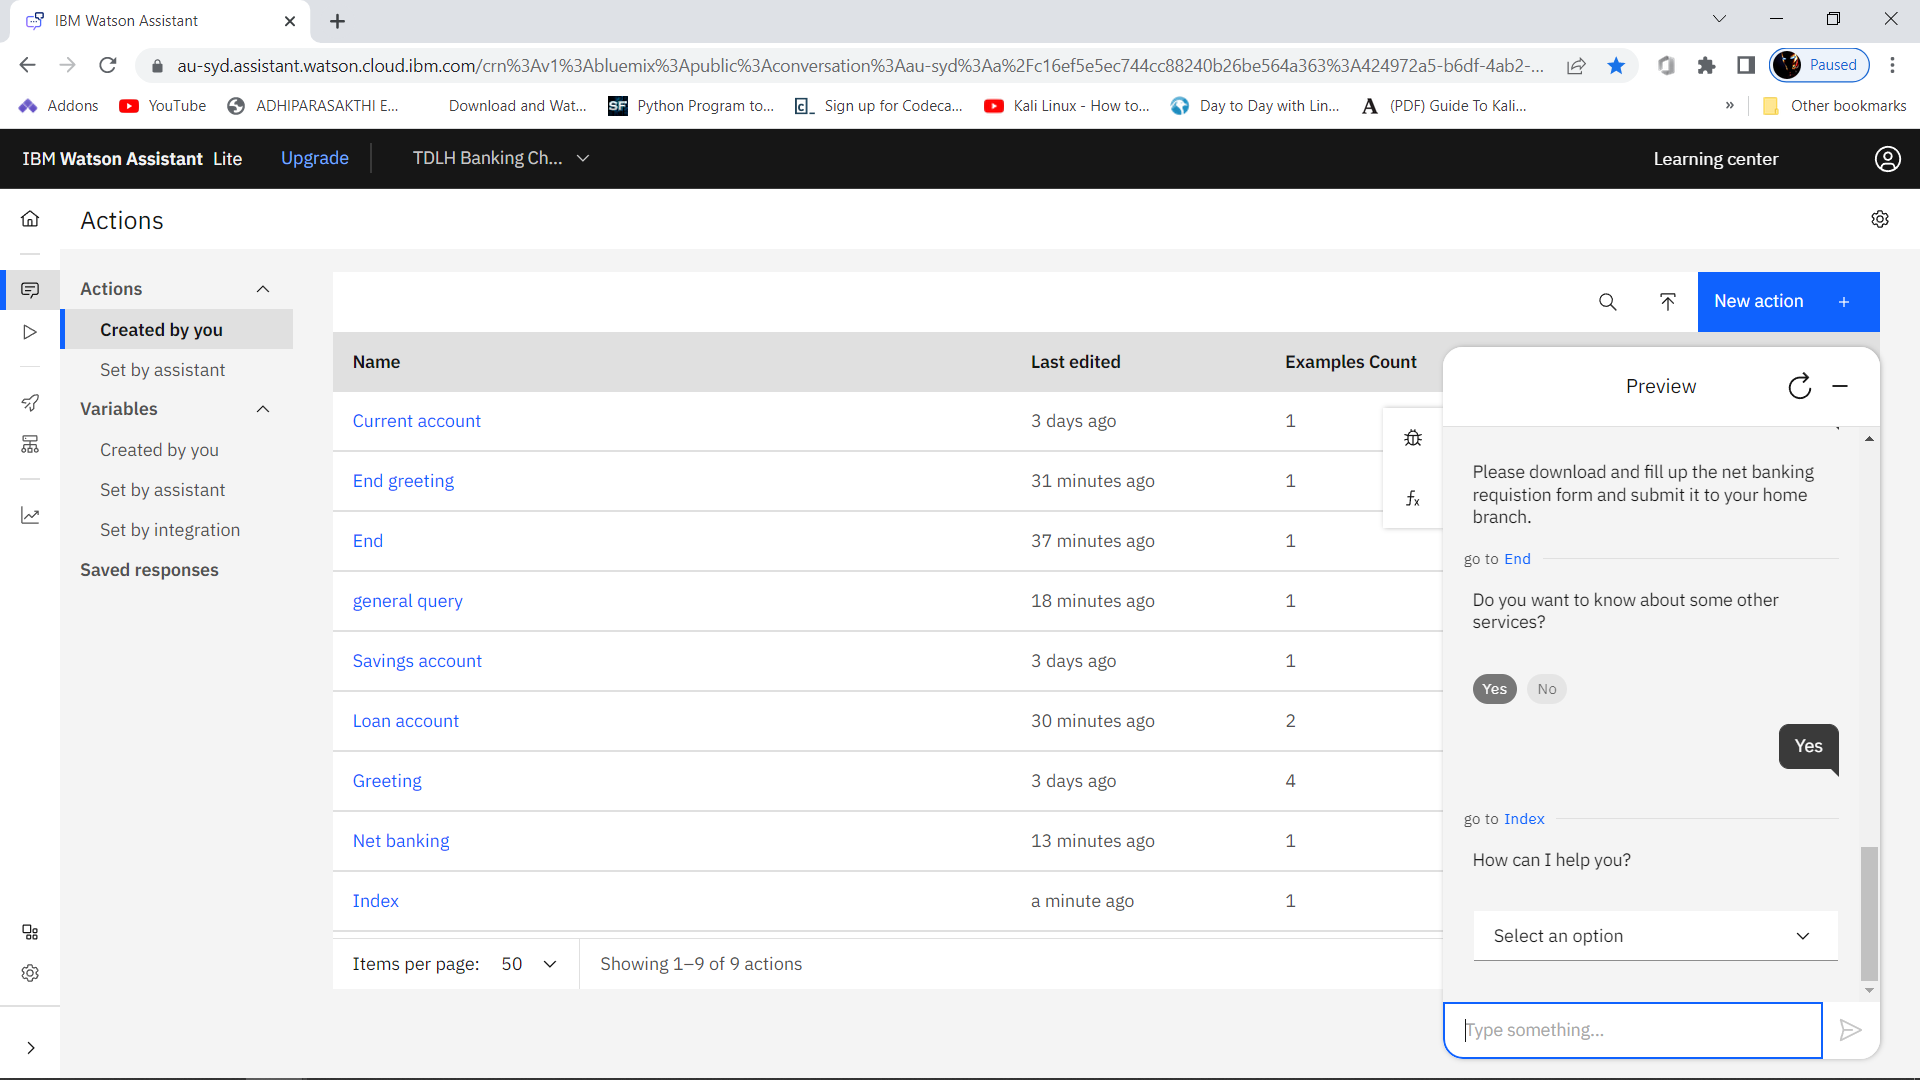 IBM Watson Assistant
au-syd.assistant.watson.cloud.ibm.com/crn%3Av1%3Abluemix%3Apublic%3Aconversation%3Aau-syd%3Aa%2Fc16ef5e5ec744cc88240b26be564a363%3A424972a5-b6df-4ab2-...
Paused
Addons
YouTube
ADHIPARASAKTHI E...
Download and Wat...
SF Python Program to...
c_ Sign up for Codeca...
Kali Linux - How to...
Day to Day with Lin...
A (PDF) Guide To Kali...
»
Other bookmarks
IBM Watson Assistant Lite
Upgrade
TDLH Banking Ch...
Learning center
Actions
Actions
Created by you
Set by assistant
Variables
Created by you
Set by assistant
Set by integration
Saved responses
New action +
Name Last edited Examples Count
Current account 3 days ago 1
End greeting 31 minutes ago 1
End 37 minutes ago 1
general query 18 minutes ago 1
Savings account 3 days ago 1
Loan account 30 minutes ago 2
Greeting 3 days ago 4
Net banking 13 minutes ago 1
Index a minute ago 1
Items per page: 50
Showing 1–9 of 9 actions
fx
Preview
Please download and fill up the net banking
requistion form and submit it to your home
branch.
go to End
Do you want to know about some other
services?
Yes No
Yes
go to Index
How can I help you?
Select an option
Type something...